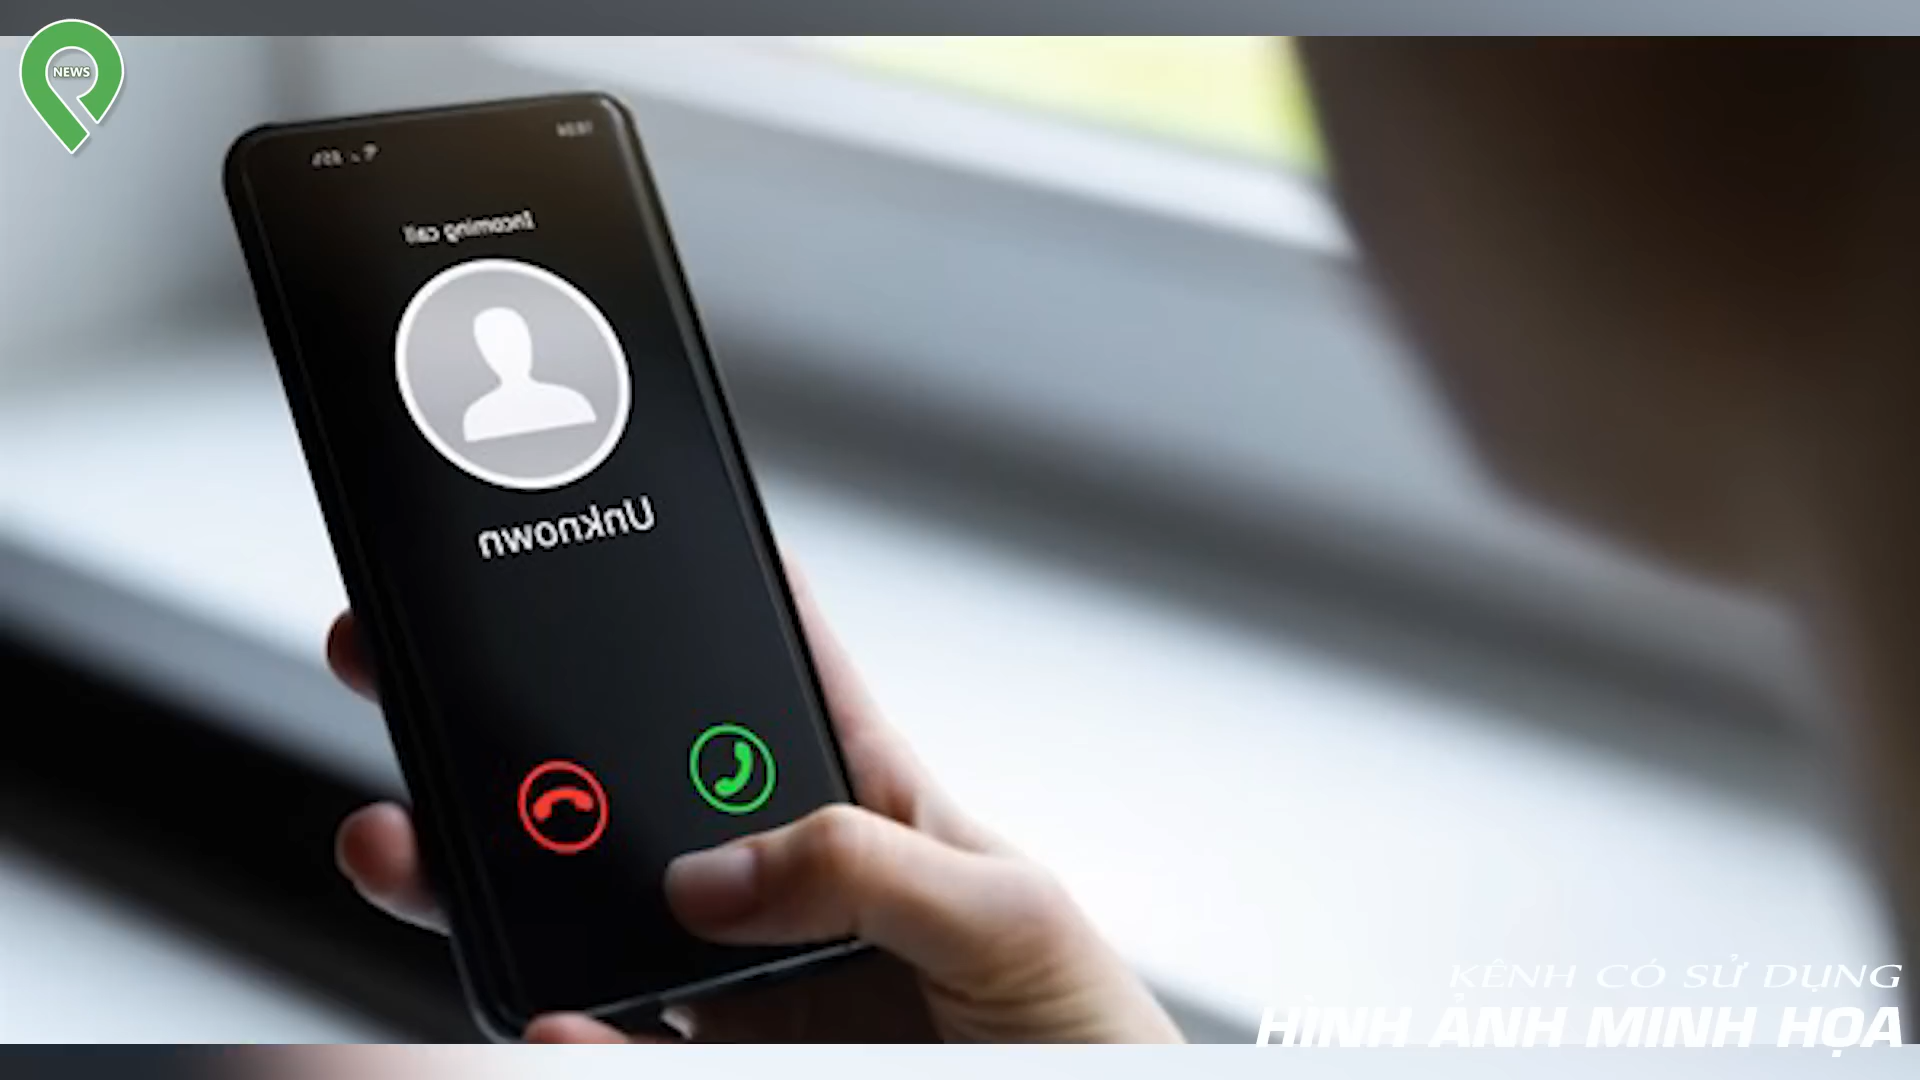 NEWS
Incoming call
Unknown
KÊNH CÓ SỬ DỤNG
HÌNH ẢNH MINH HỌA